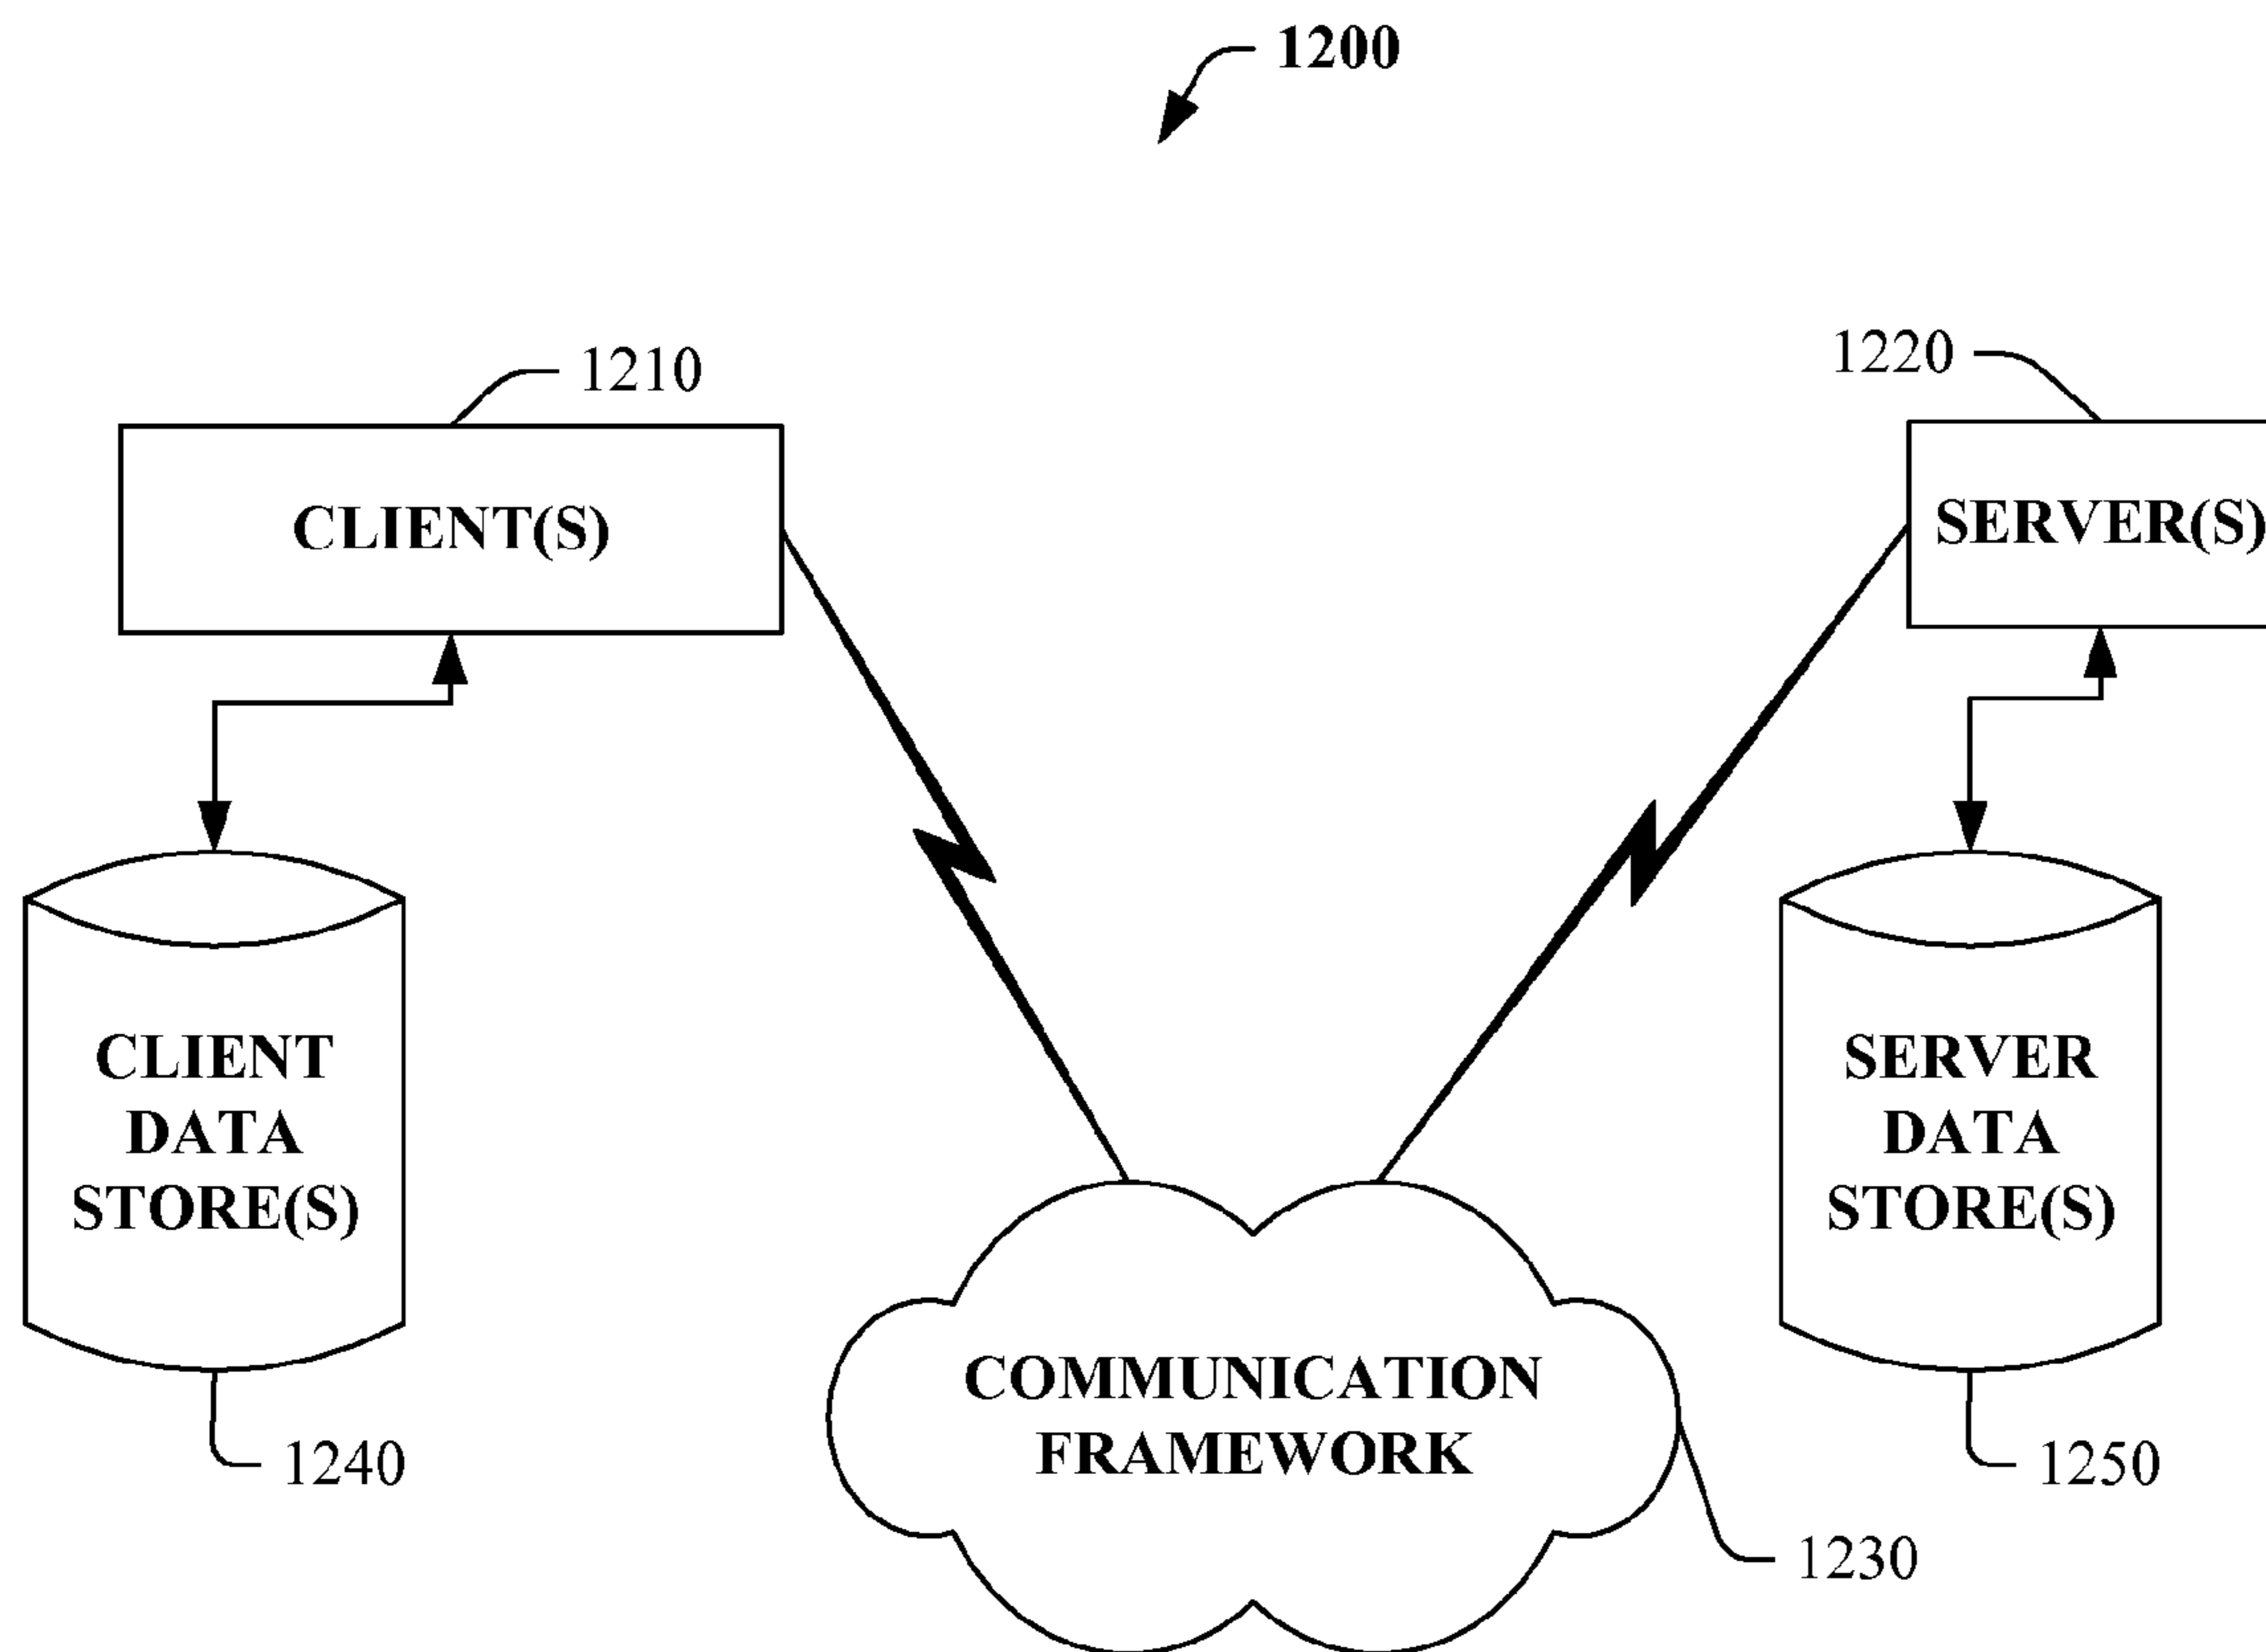 1200
1210
1220
CLIENT(S)
SERVER(S)
CLIENT
DATA
STORE(S)
SERVER
DATA
STORE(S)
COMMUNICATION
FRAMEWORK
1240
1250
1230